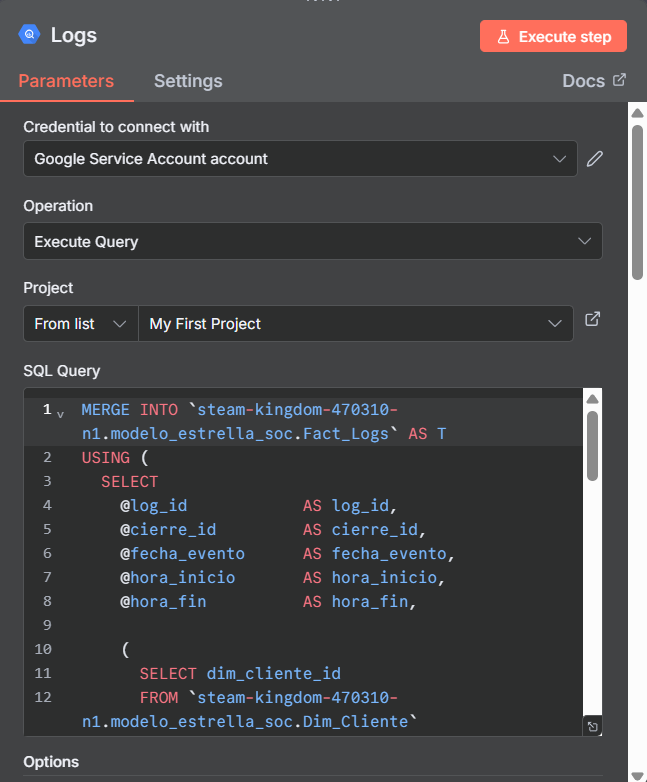 Logs
Execute step
Parameters Settings Docs
Credential to connect with
Google Service Account account
Operation
Execute Query
Project
From list My First Project
SQL Query
1 MERGE INTO `steam-kingdom-470310-
n1.modelo_estrella_soc.Fact_Logs` AS T
2 USING (
3 SELECT
4 @log_id AS log_id,
5 @cierre_id AS cierre_id,
6 @fecha_evento AS fecha_evento,
7 @hora_inicio AS hora_inicio,
8 @hora_fin AS hora_fin,
9
10 (
11 SELECT dim_cliente_id
12 FROM `steam-kingdom-470310-
n1.modelo_estrella_soc.Dim_Cliente`
Options